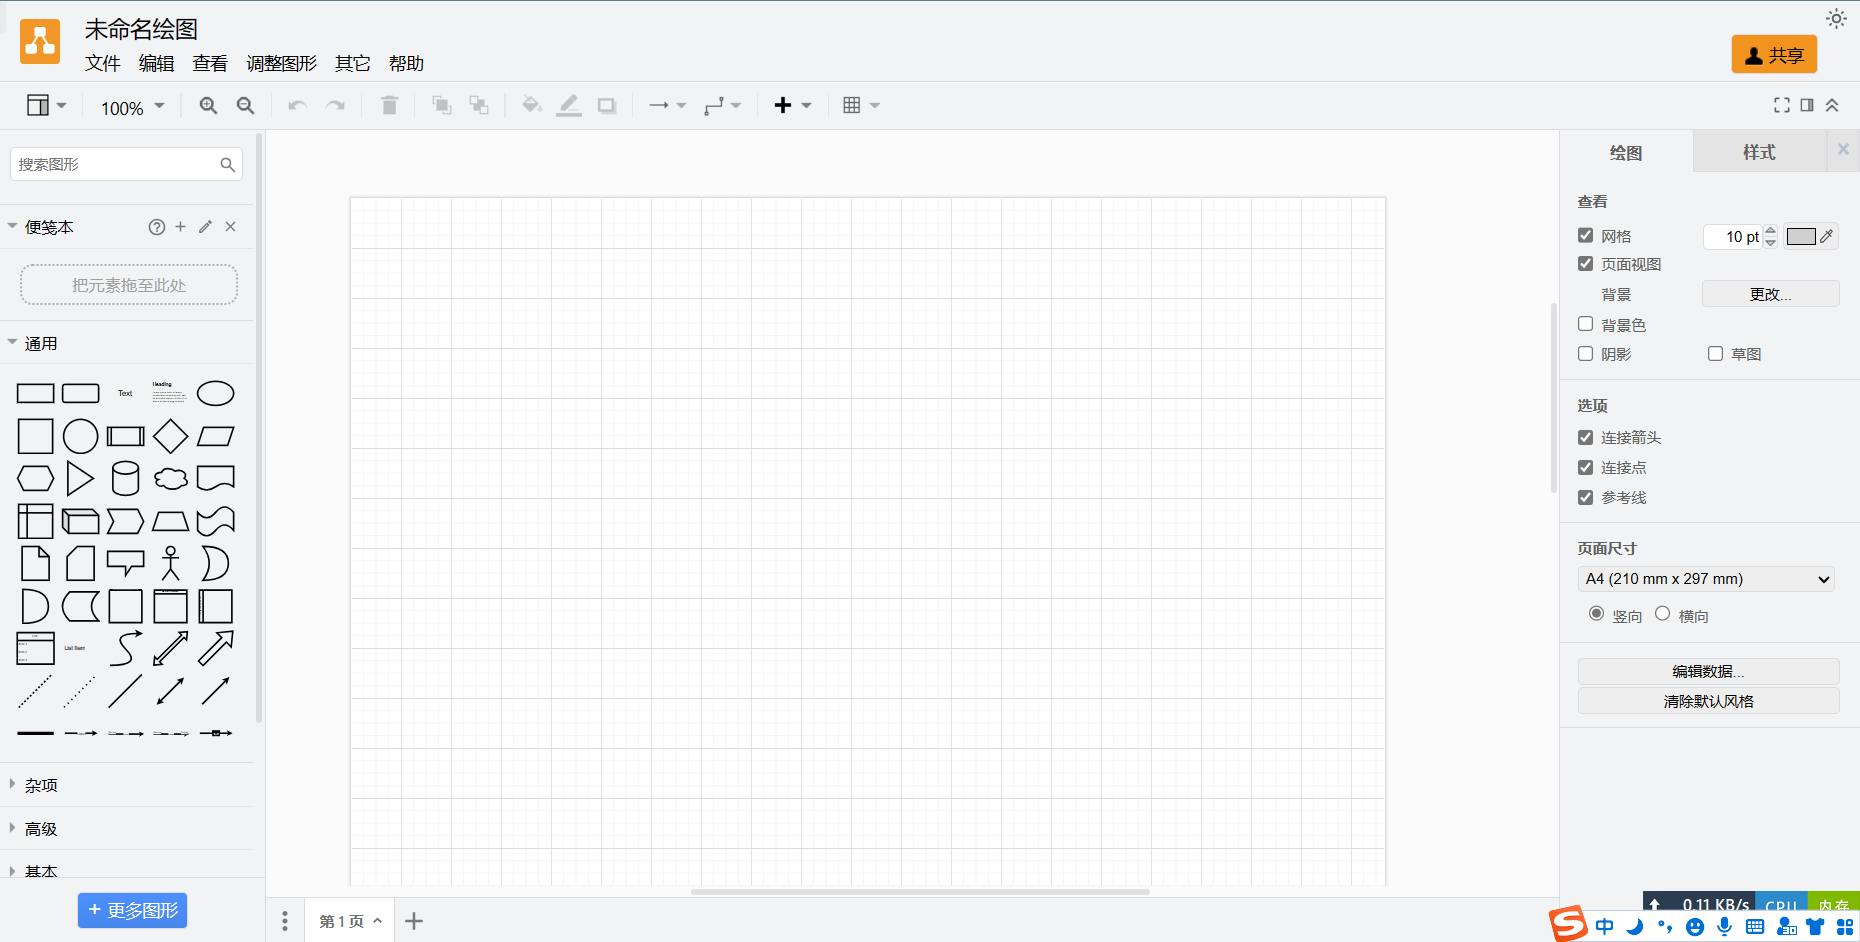 未命名绘图
文件 编辑 查看 调整图形 其它 帮助
共享
100%
搜索图形
便笺本
把元素拖至此处
通用
Text
Heading
List Item
杂项
高级
基本
+ 更多图形
第 1 页
绘图 样式
查看
网格 10 pt
页面视图
背景 更改...
背景色
阴影 草图
选项
连接箭头
连接点
参考线
页面尺寸
A4 (210 mm x 297 mm)
竖向 横向
编辑数据...
清除默认风格
0.11 KB/s CPU 内存
中